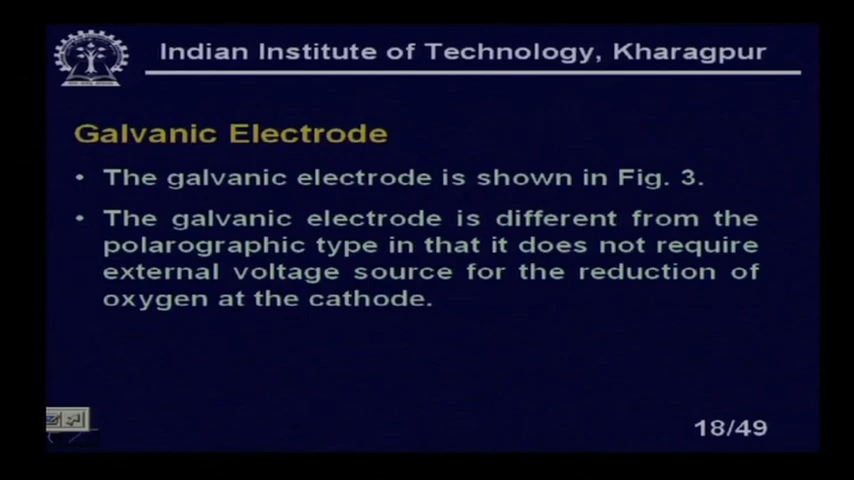 Indian Institute of Technology, Kharagpur
Galvanic Electrode
• The galvanic electrode is shown in Fig. 3.
• The galvanic electrode is different from the
polarographic type in that it does not require
external voltage source for the reduction of
oxygen at the cathode.
18/49